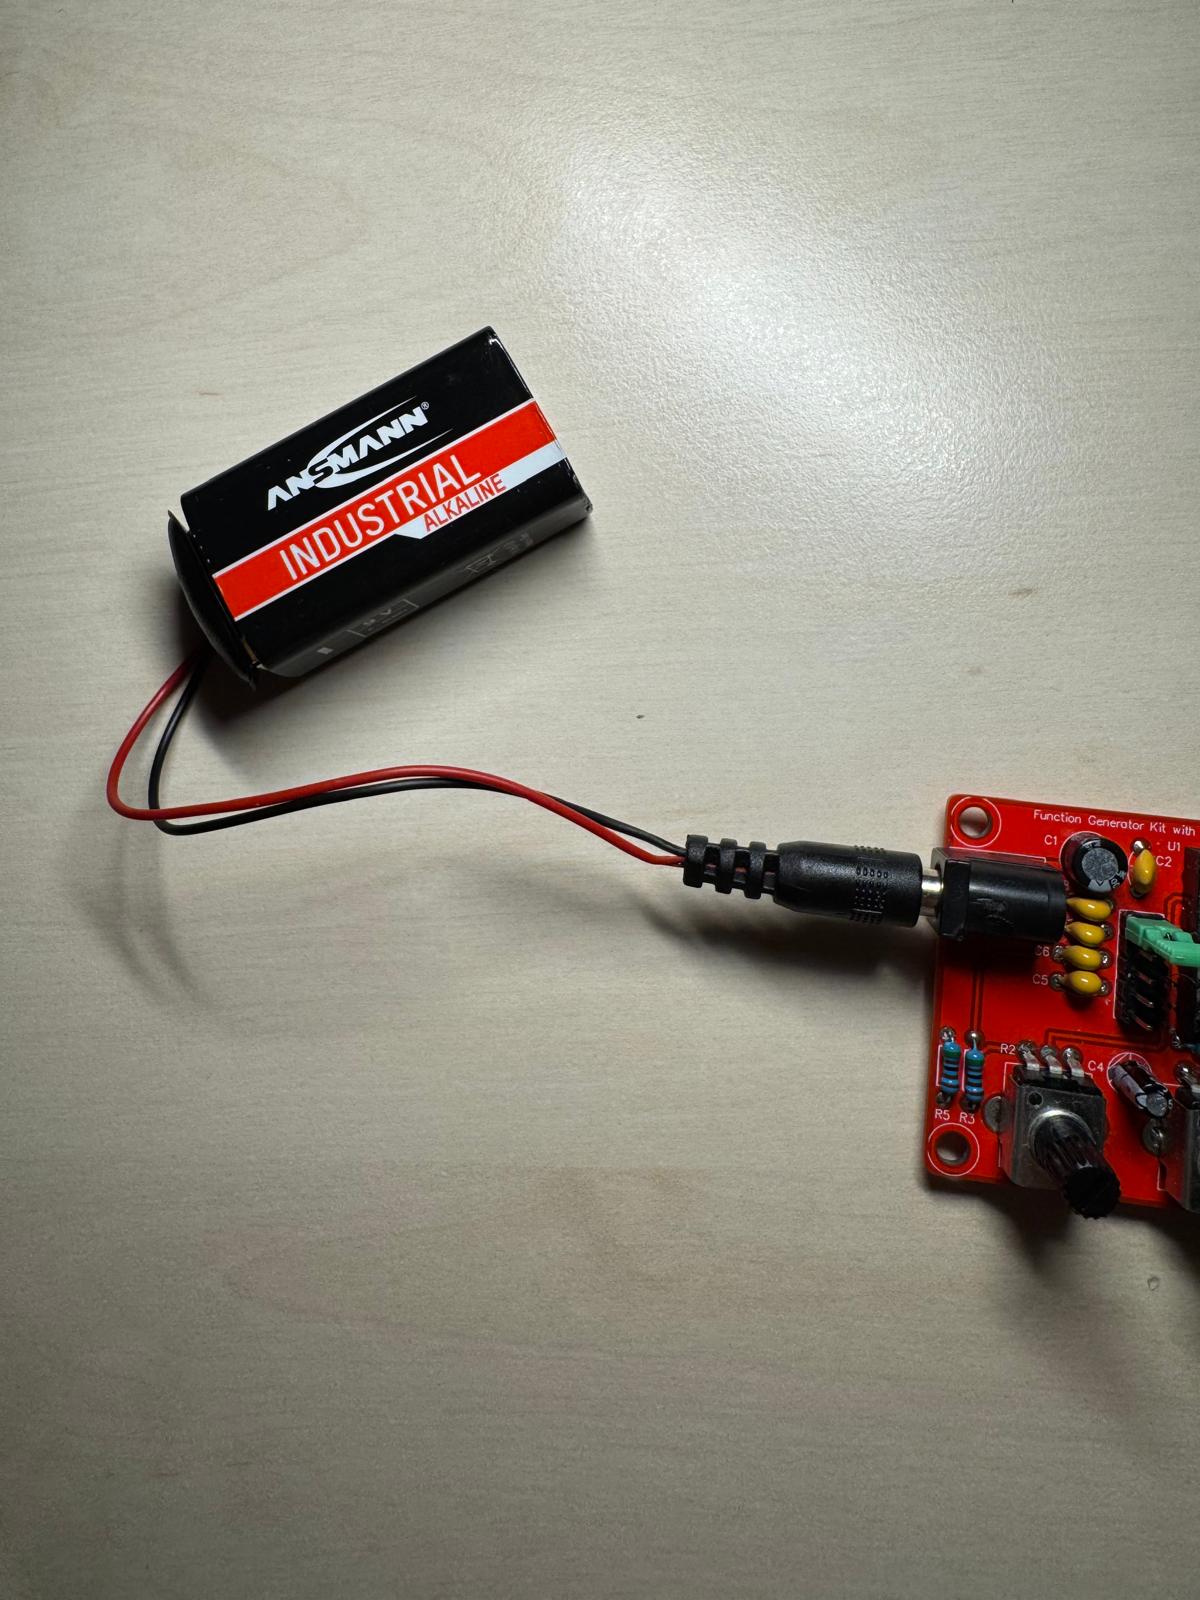 ANSMANN®
INDUSTRIAL
ALKALINE
Function Generator Kit with
C1
U1
C2
C6
C5
R2
C4
R5 R3